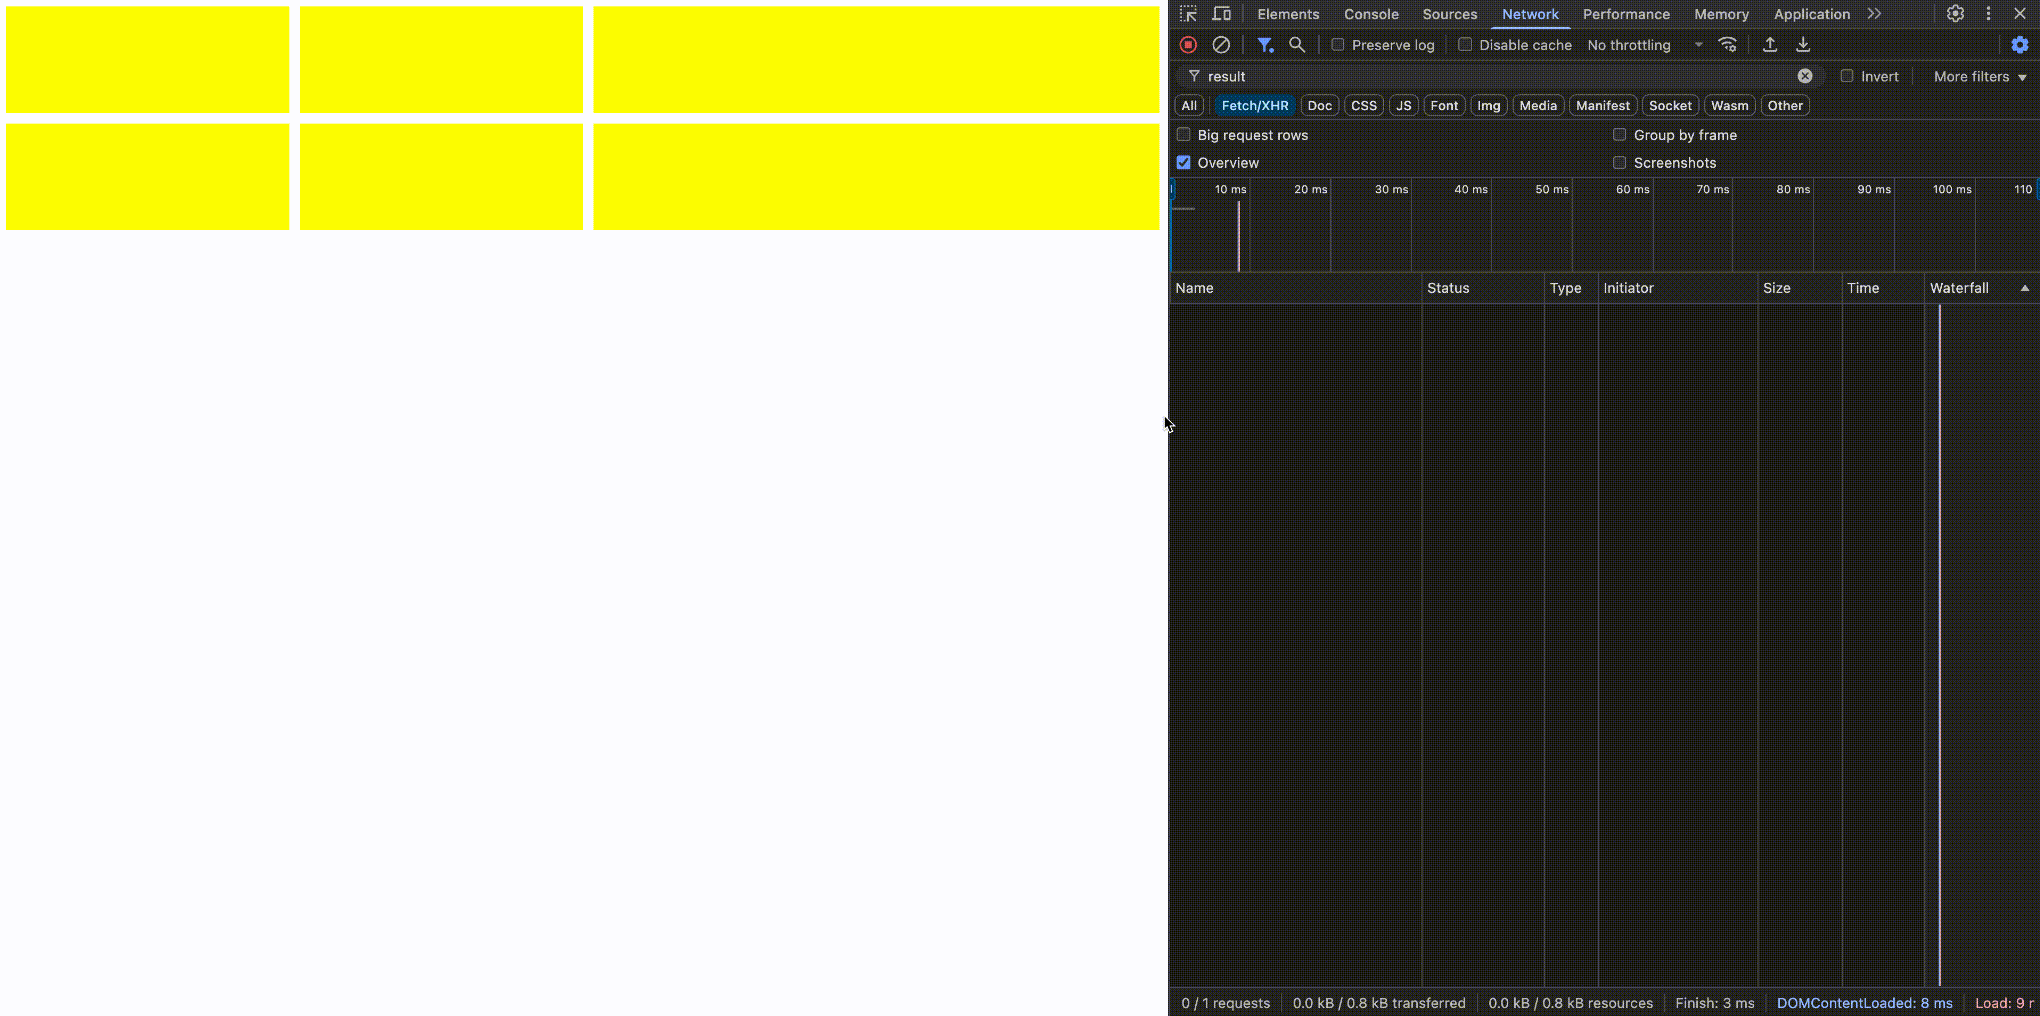 Elements Console Sources Network Performance Memory Application
Preserve log Disable cache No throttling
result Invert More filters
All Fetch/XHR Doc CSS JS Font Img Media Manifest Socket Wasm Other
Big request rows Group by frame
Overview Screenshots
10 ms 20 ms 30 ms 40 ms 50 ms 60 ms 70 ms 80 ms 90 ms 100 ms 110
Name Status Type Initiator Size Time Waterfall
0 / 1 requests 0.0 kB / 0.8 kB transferred 0.0 kB / 0.8 kB resources Finish: 3 ms DOMContentLoaded: 8 ms Load: 9 r